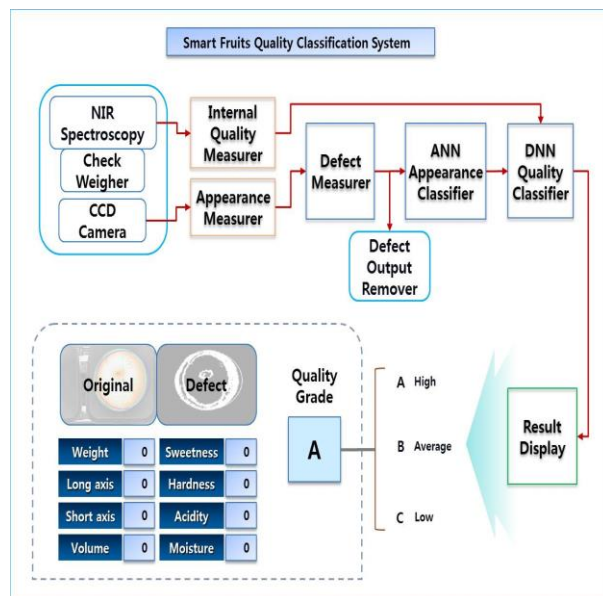 Smart Fruits Quality Classification System
NIR
Spectroscopy
Check
Weigher
CCD
Camera
Internal
Quality
Measurer
Appearance
Measurer
Defect
Measurer
Defect
Output
Remover
ANN
Appearance
Classifier
DNN
Quality
Classifier
Original
Defect
Weight 0 Sweetness 0
Long axis 0 Hardness 0
Short axis 0 Acidity 0
Volume 0 Moisture 0
Quality
Grade
A
A High
B Average
C Low
Result
Display